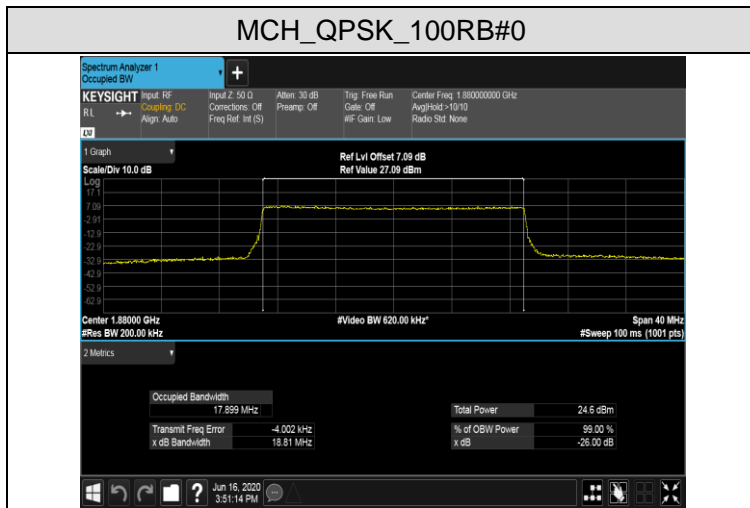 MCH_QPSK_100RB#0
Spectrum Analyzer 1
Occupied BW
+
KEYSIGHT
RL
LXI
Input: RF
Coupling: DC
Align: Auto
Input Z: 50 Ω
Corrections: Off
Freq Ref: Int (S)
Atten: 30 dB
Preamp: Off
Trig: Free Run
Gate: Off
#IF Gain: Low
Center Freq: 1.880000000 GHz
Avg|Hold:>10/10
Radio Std: None
1 Graph
Scale/Div 10.0 dB
Ref Lvl Offset 7.09 dB
Ref Value 27.09 dBm
Log
17.1
7.09
-2.91
-12.9
-22.9
-32.9
-42.9
-52.9
-62.9
Center 1.88000 GHz
#Video BW 620.00 kHz*
Span 40 MHz
#Res BW 200.00 kHz
#Sweep 100 ms (1001 pts)
2 Metrics
Occupied Bandwidth
17.899 MHz
Total Power 24.6 dBm
Transmit Freq Error -4.002 kHz
% of OBW Power 99.00 %
x dB Bandwidth 18.81 MHz
x dB -26.00 dB
?
Jun 16, 2020
3:51:14 PM